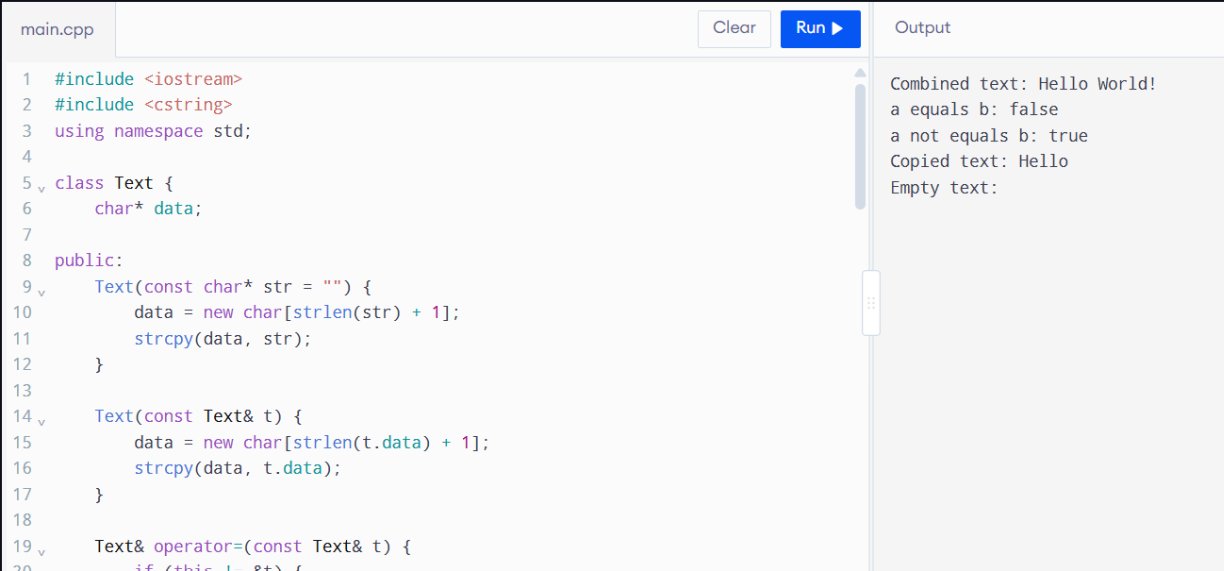 main.cpp
Clear
Run
Output
1 #include <iostream>
2 #include <cstring>
3 using namespace std;
4
5 class Text {
6     char* data;
7
8 public:
9     Text(const char* str = "") {
10         data = new char[strlen(str) + 1];
11         strcpy(data, str);
12     }
13
14     Text(const Text& t) {
15         data = new char[strlen(t.data) + 1];
16         strcpy(data, t.data);
17     }
18
19     Text& operator=(const Text& t) {
20         if (this != &t) {
Combined text: Hello World!
a equals b: false
a not equals b: true
Copied text: Hello
Empty text: